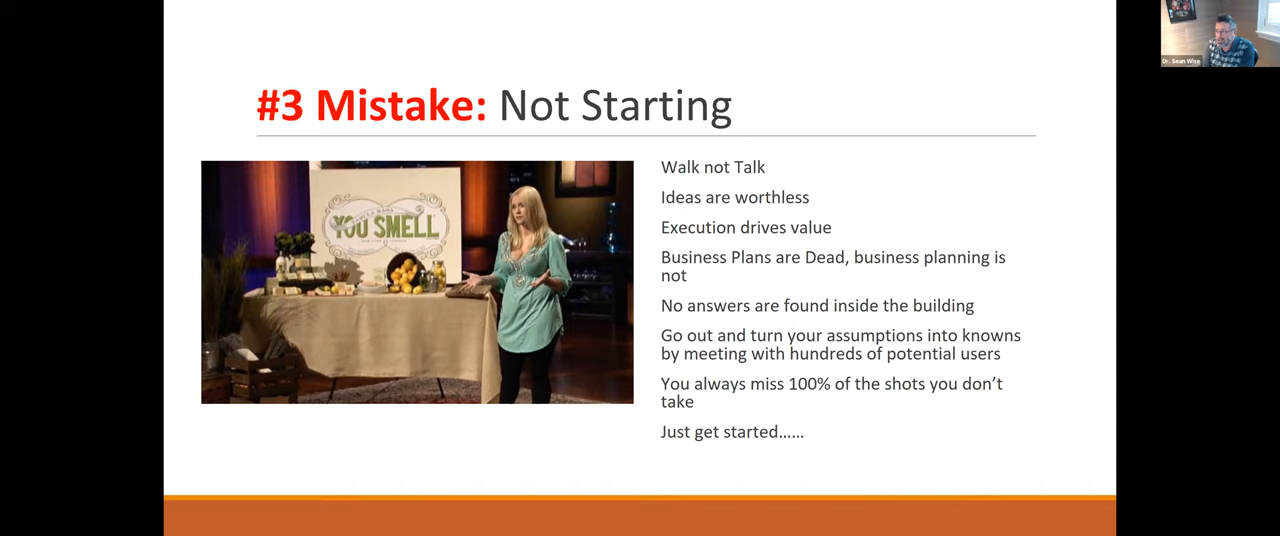 Dr. Sean Wise
#3 Mistake: Not Starting
YOU SMELL
Walk not Talk
Ideas are worthless
Execution drives value
Business Plans are Dead, business planning is
not
No answers are found inside the building
Go out and turn your assumptions into knowns
by meeting with hundreds of potential users
You always miss 100% of the shots you don't
take
Just get started......